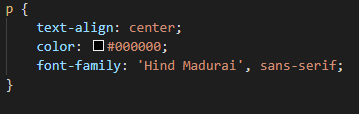 p {
    text-align: center;
    color: #000000;
    font-family: 'Hind Madurai', sans-serif;
}